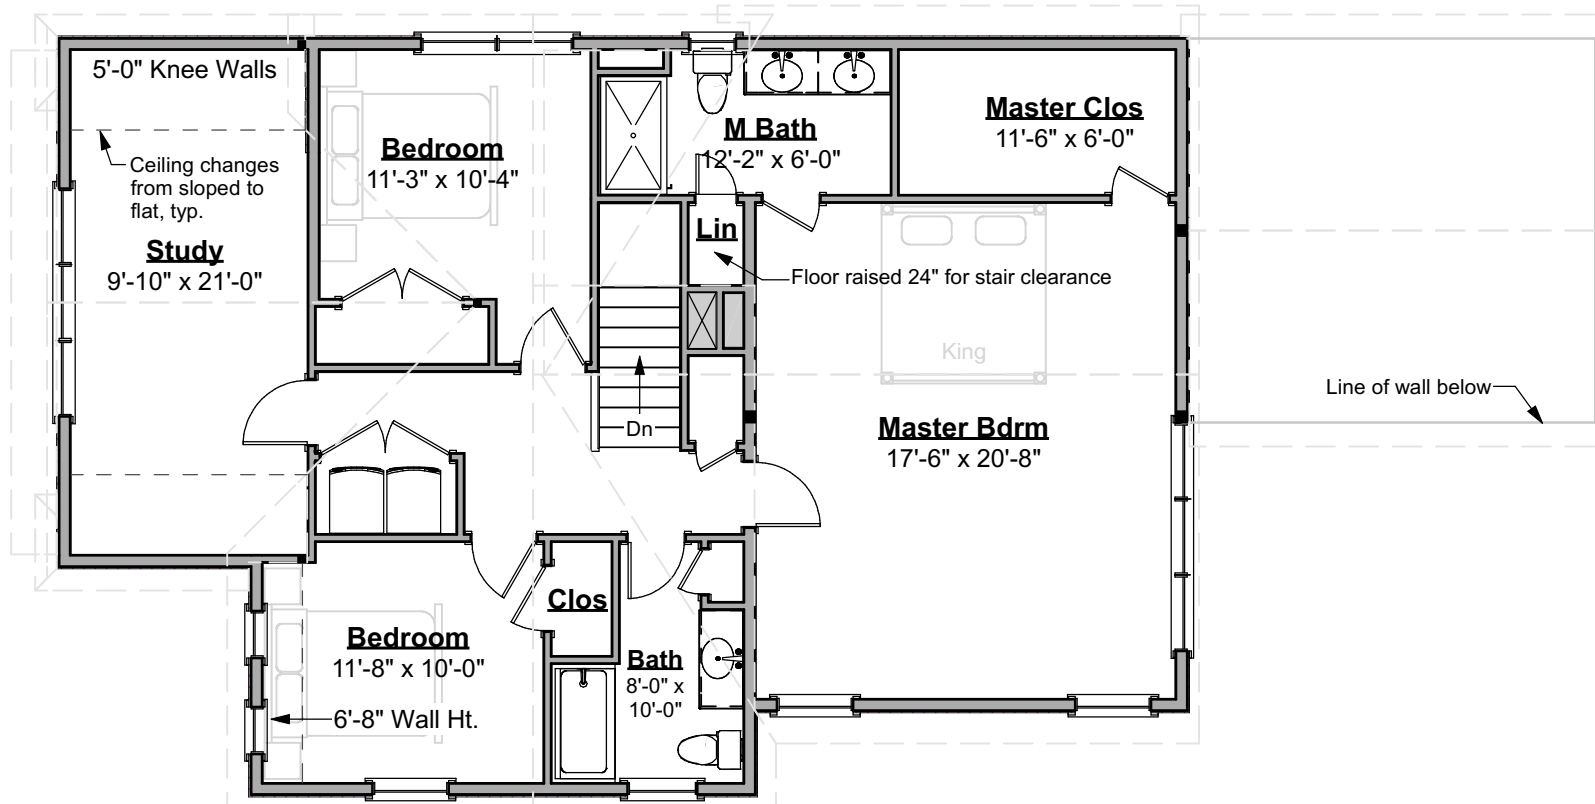 5'-0" Knee Walls
Ceiling changes
from sloped to
flat, typ.
Study
9'-10" x 21'-0"
Bedroom
11'-3" x 10'-4"
M Bath
12'-2" x 6'-0"
Master Clos
11'-6" x 6'-0"
Lin
Floor raised 24" for stair clearance
King
Line of wall below
Dn
Master Bdrm
17'-6" x 20'-8"
Clos
Bedroom
11'-8" x 10'-0"
6'-8" Wall Ht.
Bath
8'-0" x
10'-0"